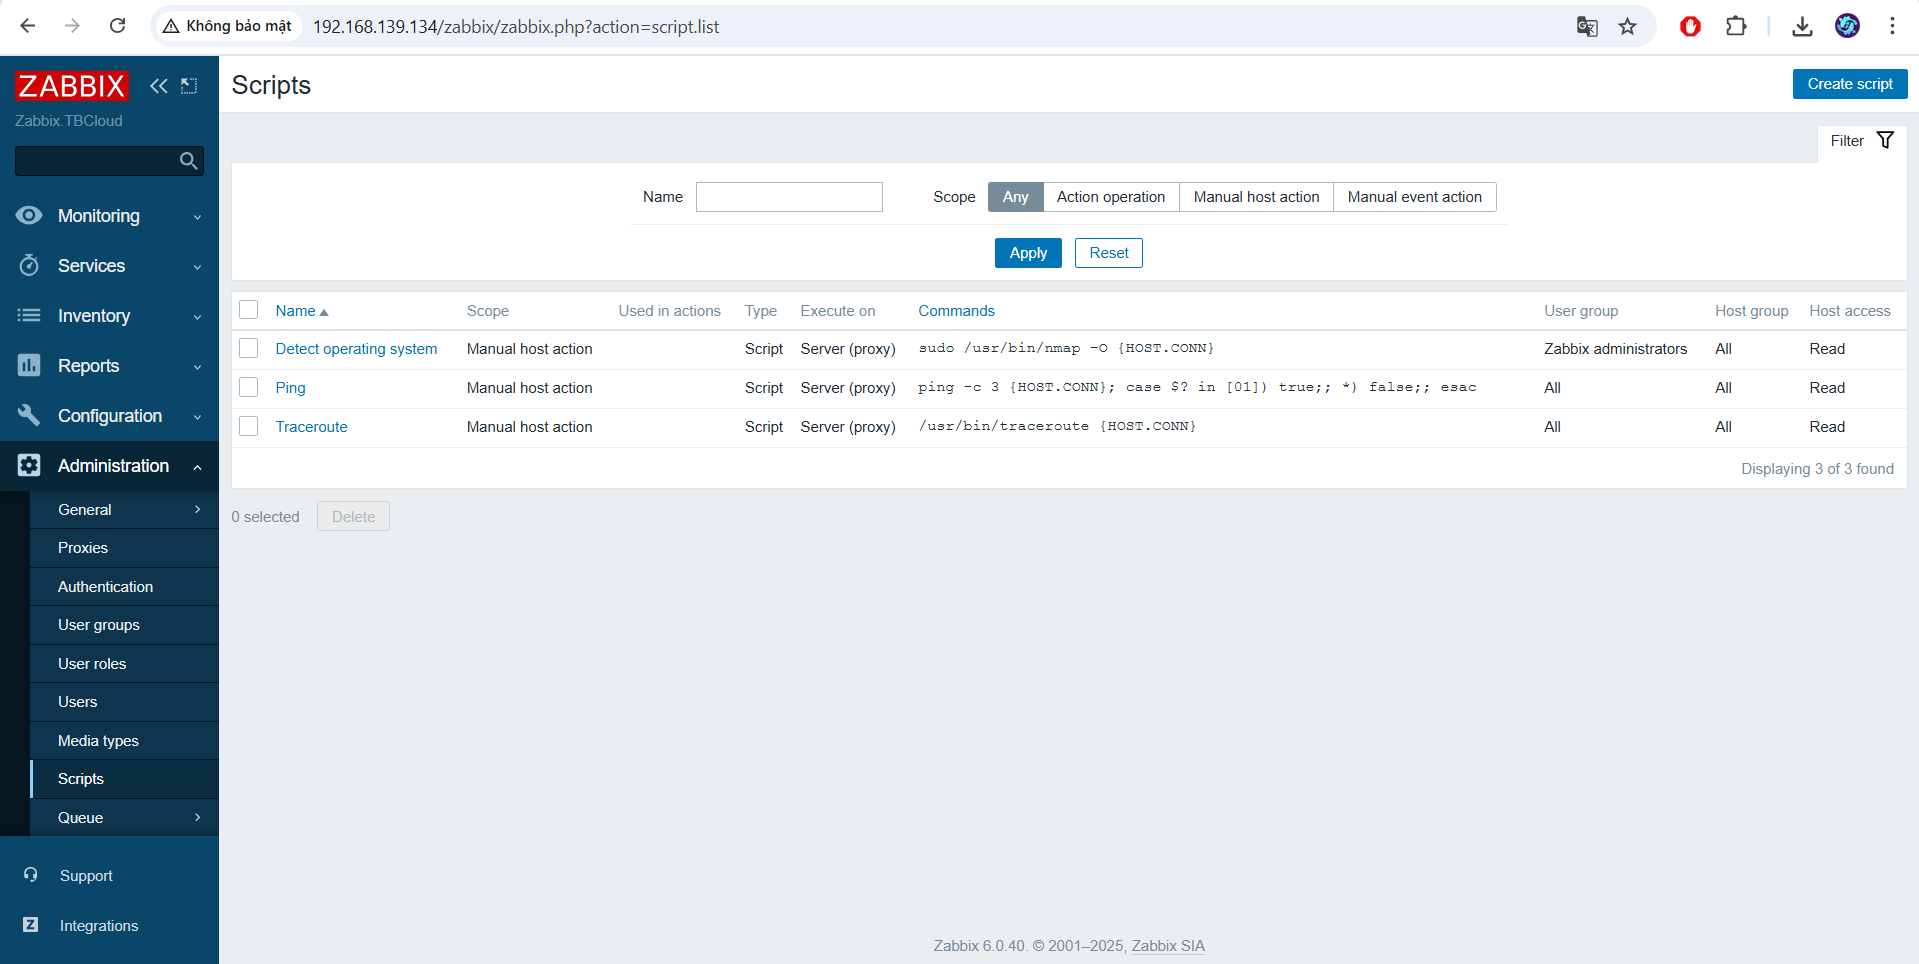 Không bảo mật 192.168.139.134/zabbix/zabbix.php?action=script.list
ZABBIX
Zabbix.TBCloud
Monitoring
Services
Inventory
Reports
Configuration
Administration
General
Proxies
Authentication
User groups
User roles
Users
Media types
Scripts
Queue
Support
Integrations
Scripts
Create script
Filter
Name Scope Any Action operation Manual host action Manual event action
Apply Reset
Name Scope Used in actions Type Execute on Commands User group Host group Host access
Detect operating system Manual host action Script Server (proxy) sudo /usr/bin/nmap -O {HOST.CONN} Zabbix administrators All Read
Ping Manual host action Script Server (proxy) ping -c 3 {HOST.CONN}; case $? in [01]) true;; *) false;; esac All All Read
Traceroute Manual host action Script Server (proxy) /usr/bin/traceroute {HOST.CONN} All All Read
Displaying 3 of 3 found
0 selected Delete
Zabbix 6.0.40. © 2001–2025, Zabbix SIA